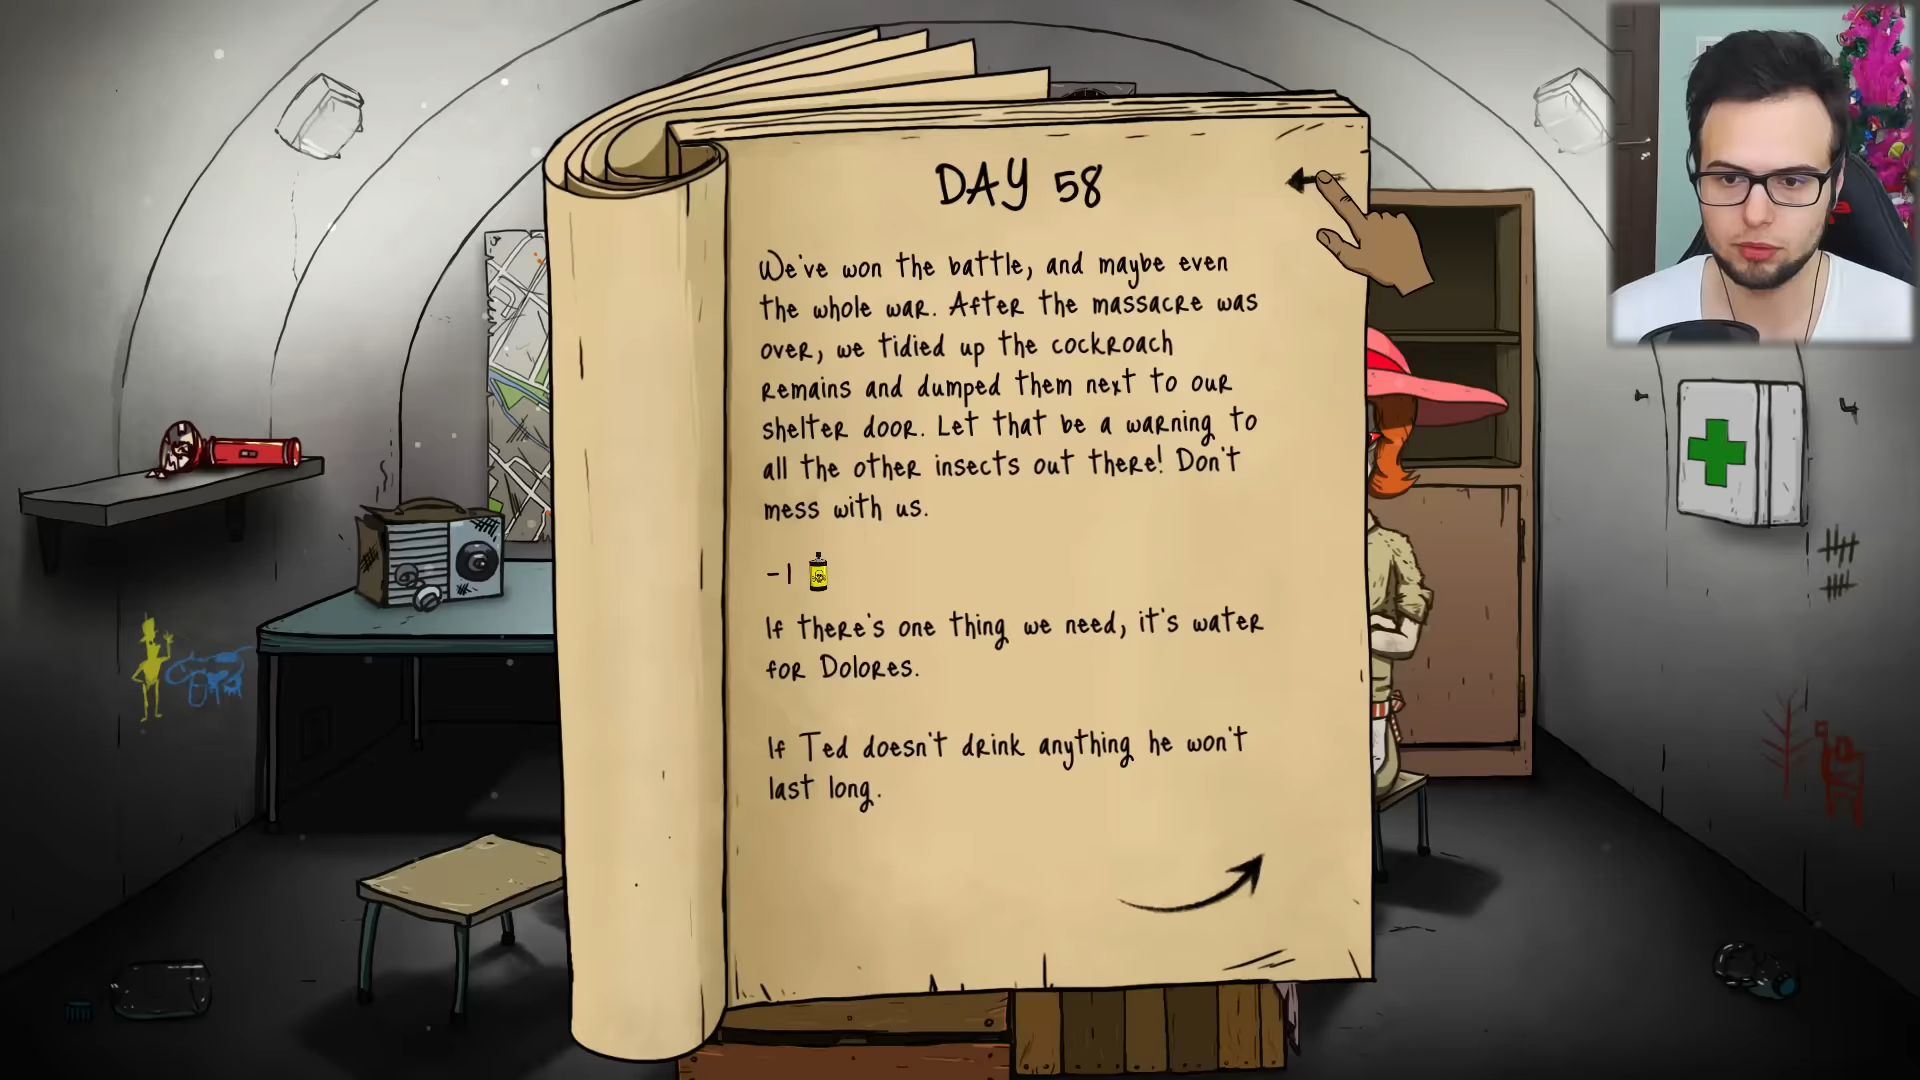 DAY 58
We've won the battle, and maybe even
the whole war. After the massacre was
over, we tidied up the cockroach
remains and dumped them next to our
shelter door. Let that be a warning to
all the other insects out there! Don't
mess with us.
-1
If there's one thing we need, it's water
for Dolores.
If Ted doesn't drink anything he won't
last long.